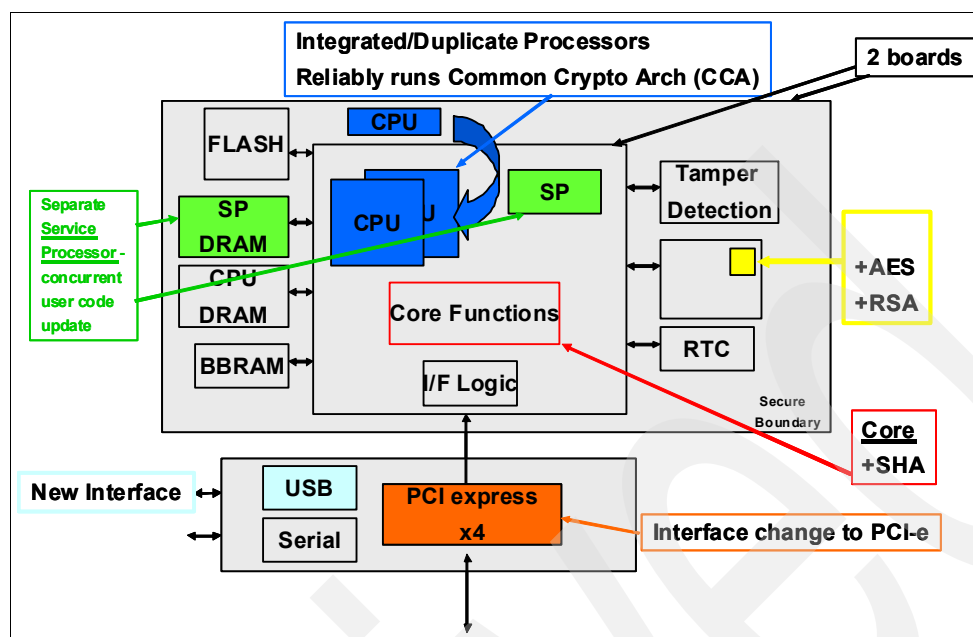 Integrated/Duplicate Processors
Reliably runs Common Crypto Arch (CCA)
2 boards
CPU
FLASH
Tamper
Detection
SP
CPU
U
Separate
Service
Processor -
concurrent
user code
update
SP
DRAM
+AES
+RSA
CPU
DRAM
Core Functions
RTC
BBRAM
I/F Logic
Secure
Boundary
Core
+SHA
New Interface
USB
PCI express
x4
Serial
Interface change to PCI-e